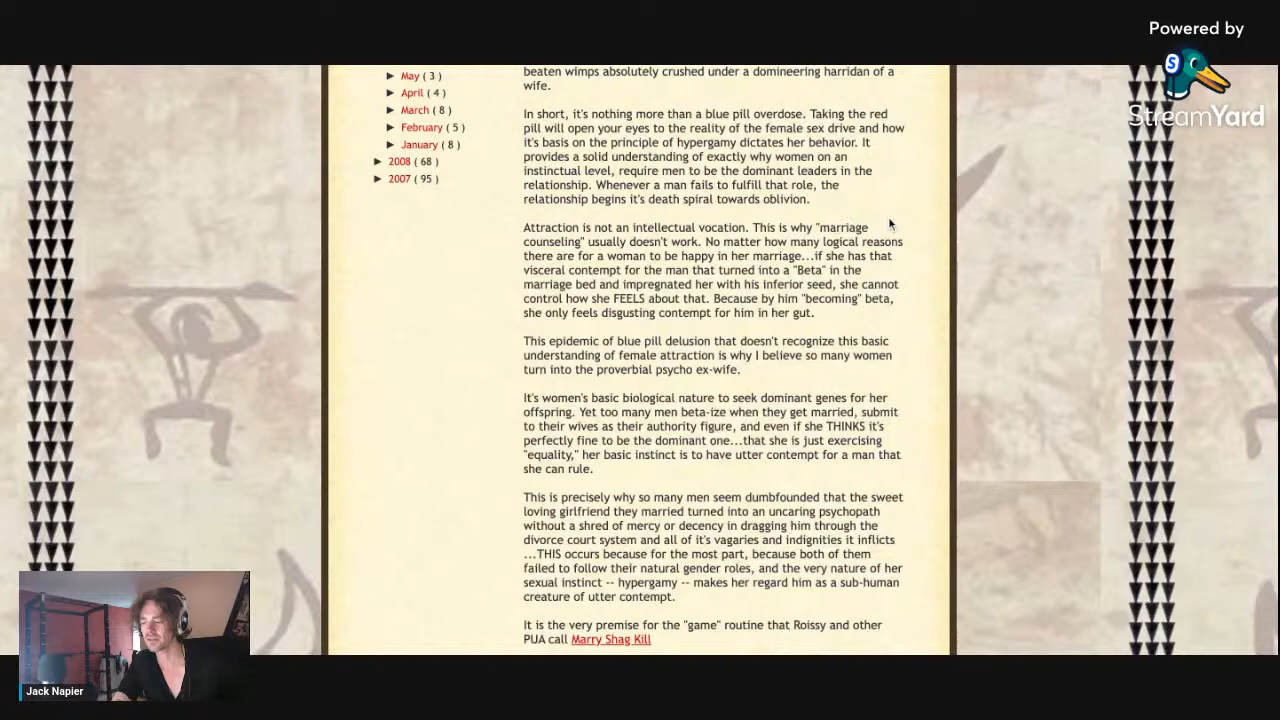 Powered by
S
StreamYard
► May ( 3 )
► April ( 4 )
► March ( 8 )
► February ( 5 )
► January ( 8 )
► 2008 ( 68 )
► 2007 ( 95 )
beaten wimps absolutely crushed under a domineering harridan of a
wife.
In short, it's nothing more than a blue pill overdose. Taking the red
pill will open your eyes to the reality of the female sex drive and how
it's basis on the principle of hypergamy dictates her behavior. It
provides a solid understanding of exactly why women on an
instinctual level, require men to be the dominant leaders in the
relationship. Whenever a man fails to fulfill that role, the
relationship begins it's death spiral towards oblivion.
Attraction is not an intellectual vocation. This is why "marriage
counseling" usually doesn't work. No matter how many logical reasons
there are for a woman to be happy in her marriage...if she has that
visceral contempt for the man that turned into a "Beta" in the
marriage bed and impregnated her with his inferior seed, she cannot
control how she FEELS about that. Because by him "becoming" beta,
she only feels disgusting contempt for him in her gut.
This epidemic of blue pill delusion that doesn't recognize this basic
understanding of female attraction is why I believe so many women
turn into the proverbial psycho ex-wife.
It's women's basic biological nature to seek dominant genes for her
offspring. Yet too many men beta-ize when they get married, submit
to their wives as their authority figure, and even if she THINKS it's
perfectly fine to be the dominant one...that she is just exercising
"equality," her basic instinct is to have utter contempt for a man that
she can rule.
This is precisely why so many men seem dumbfounded that the sweet
loving girlfriend they married turned into an uncaring psychopath
without a shred of mercy or decency in dragging him through the
divorce court system and all of it's vagaries and indignities it inflicts
...THIS occurs because for the most part, because both of them
failed to follow their natural gender roles, and the very nature of her
sexual instinct -- hypergamy -- makes her regard him as a sub-human
creature of utter contempt.
It is the very premise for the "game" routine that Roissy and other
PUA call Marry Shag Kill
Jack Napier